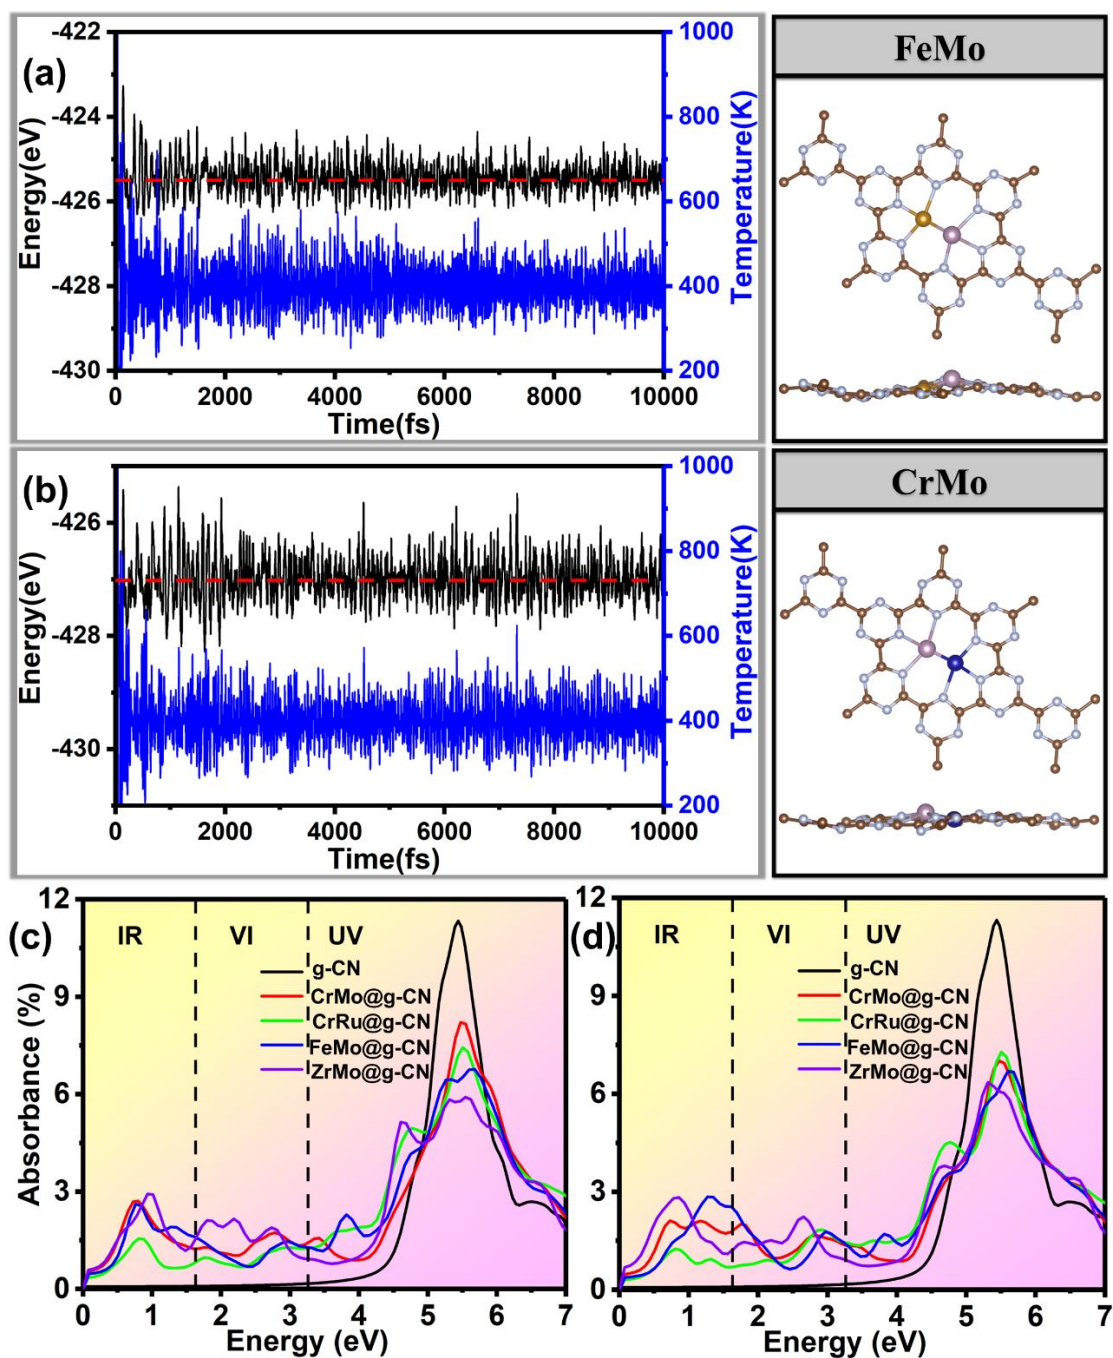 (a)
Energy(eV)
-422
-424
-426
-428
-430
0
2000
4000
6000
8000
10000
Time(fs)
1000
800
600
400
200
Temperature(K)
FeMo
(b)
Energy(eV)
-426
-428
-430
0
2000
4000
6000
8000
10000
Time(fs)
1000
800
600
400
200
Temperature(K)
CrMo
(c)
Absorbance (%)
12
9
6
3
0
IR
VI
UV
g-CN
CrMo@g-CN
CrRu@g-CN
FeMo@g-CN
ZrMo@g-CN
0
1
2
3
4
5
6
7
Energy (eV)
(d)
12
9
6
3
0
IR
VI
UV
g-CN
CrMo@g-CN
CrRu@g-CN
FeMo@g-CN
ZrMo@g-CN
0
1
2
3
4
5
6
7
Energy (eV)